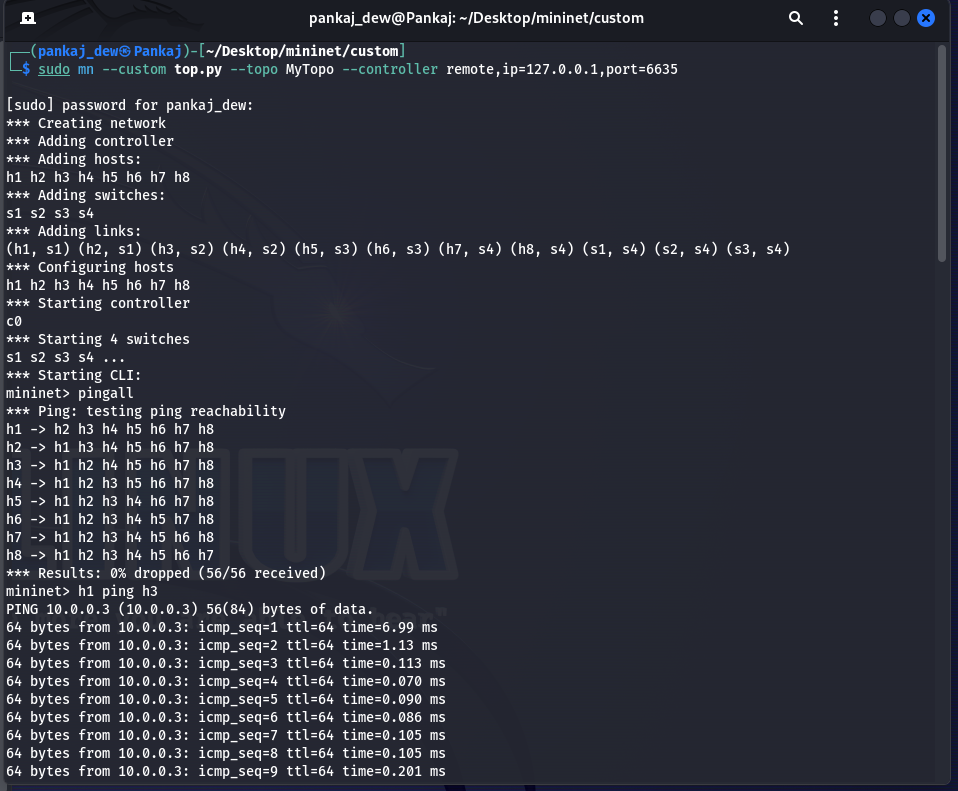 pankaj_dew@Pankaj: ~/Desktop/mininet/custom
┌──(pankaj_dew㉿Pankaj)-[~/Desktop/mininet/custom]
└─$ sudo mn --custom top.py --topo MyTopo --controller remote,ip=127.0.0.1,port=6635
[sudo] password for pankaj_dew:
*** Creating network
*** Adding controller
*** Adding hosts:
h1 h2 h3 h4 h5 h6 h7 h8
*** Adding switches:
s1 s2 s3 s4
*** Adding links:
(h1, s1) (h2, s1) (h3, s2) (h4, s2) (h5, s3) (h6, s3) (h7, s4) (h8, s4) (s1, s4) (s2, s4) (s3, s4)
*** Configuring hosts
h1 h2 h3 h4 h5 h6 h7 h8
*** Starting controller
c0
*** Starting 4 switches
s1 s2 s3 s4 ...
*** Starting CLI:
mininet> pingall
*** Ping: testing ping reachability
h1 -> h2 h3 h4 h5 h6 h7 h8
h2 -> h1 h3 h4 h5 h6 h7 h8
h3 -> h1 h2 h4 h5 h6 h7 h8
h4 -> h1 h2 h3 h5 h6 h7 h8
h5 -> h1 h2 h3 h4 h6 h7 h8
h6 -> h1 h2 h3 h4 h5 h7 h8
h7 -> h1 h2 h3 h4 h5 h6 h8
h8 -> h1 h2 h3 h4 h5 h6 h7
*** Results: 0% dropped (56/56 received)
mininet> h1 ping h3
PING 10.0.0.3 (10.0.0.3) 56(84) bytes of data.
64 bytes from 10.0.0.3: icmp_seq=1 ttl=64 time=6.99 ms
64 bytes from 10.0.0.3: icmp_seq=2 ttl=64 time=1.13 ms
64 bytes from 10.0.0.3: icmp_seq=3 ttl=64 time=0.113 ms
64 bytes from 10.0.0.3: icmp_seq=4 ttl=64 time=0.070 ms
64 bytes from 10.0.0.3: icmp_seq=5 ttl=64 time=0.090 ms
64 bytes from 10.0.0.3: icmp_seq=6 ttl=64 time=0.086 ms
64 bytes from 10.0.0.3: icmp_seq=7 ttl=64 time=0.105 ms
64 bytes from 10.0.0.3: icmp_seq=8 ttl=64 time=0.105 ms
64 bytes from 10.0.0.3: icmp_seq=9 ttl=64 time=0.201 ms